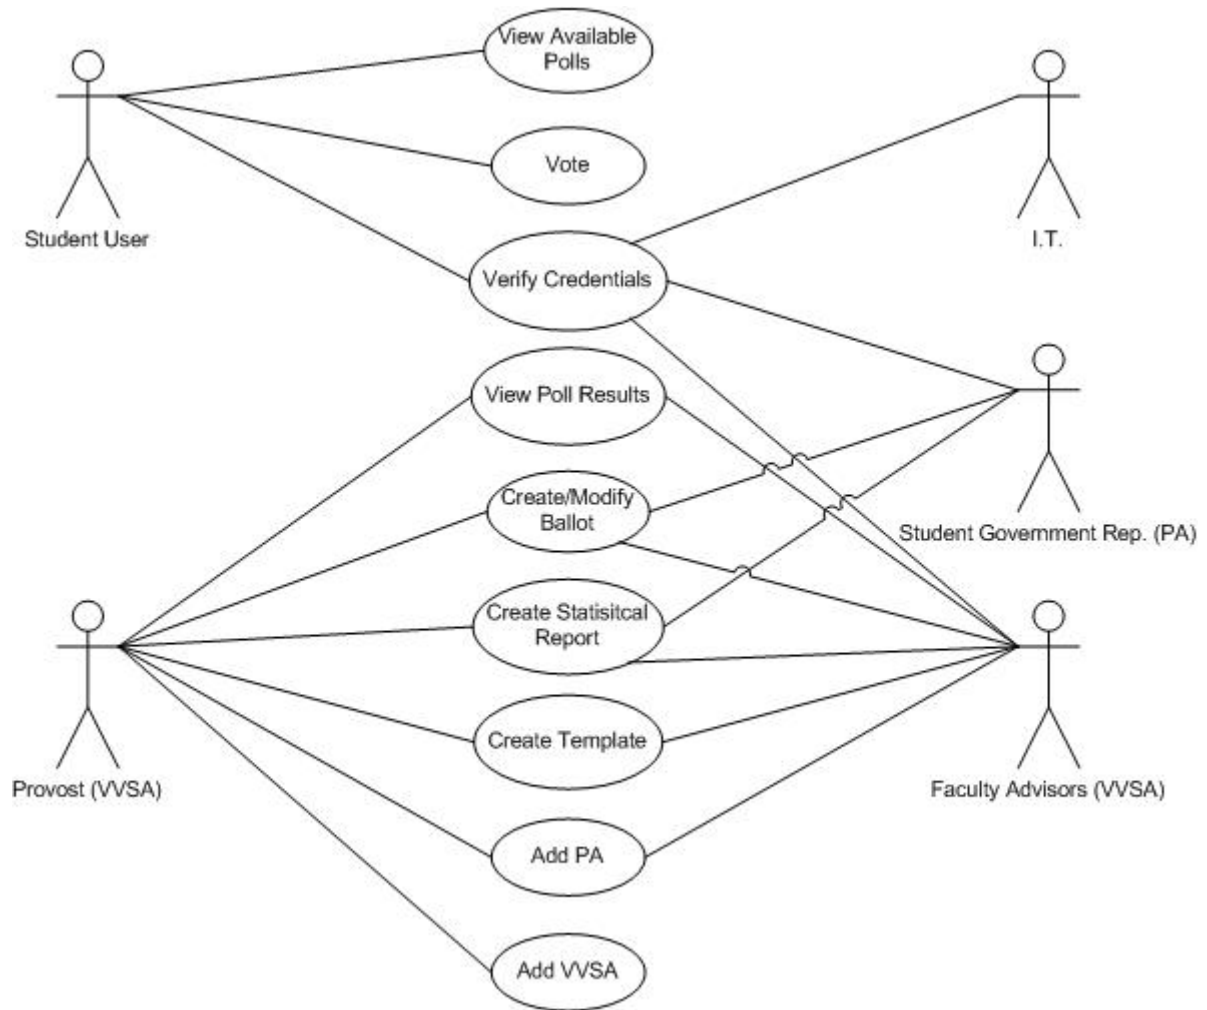 View Available
Polls
Vote
Student User
I.T.
Verify Credentials
View Poll Results
Create/Modify
Ballot
Student Government Rep. (PA)
Create Statisitcal
Report
Create Template
Provost (VVSA)
Faculty Advisors (VVSA)
Add PA
Add VVSA